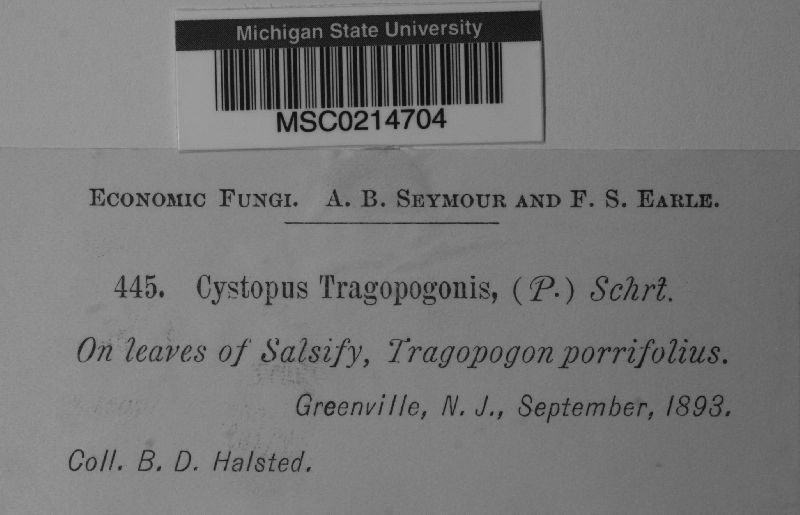 Michigan State University
MSC0214704
Economic Fungi. A. B. Seymour and F. S. Earle.
445. Cystopus Tragopogonis, (P.) Schrt.
On leaves of Salsify, Tragopogon porrifolius.
Greenville, N. J., September, 1893.
Coll. B. D. Halsted.